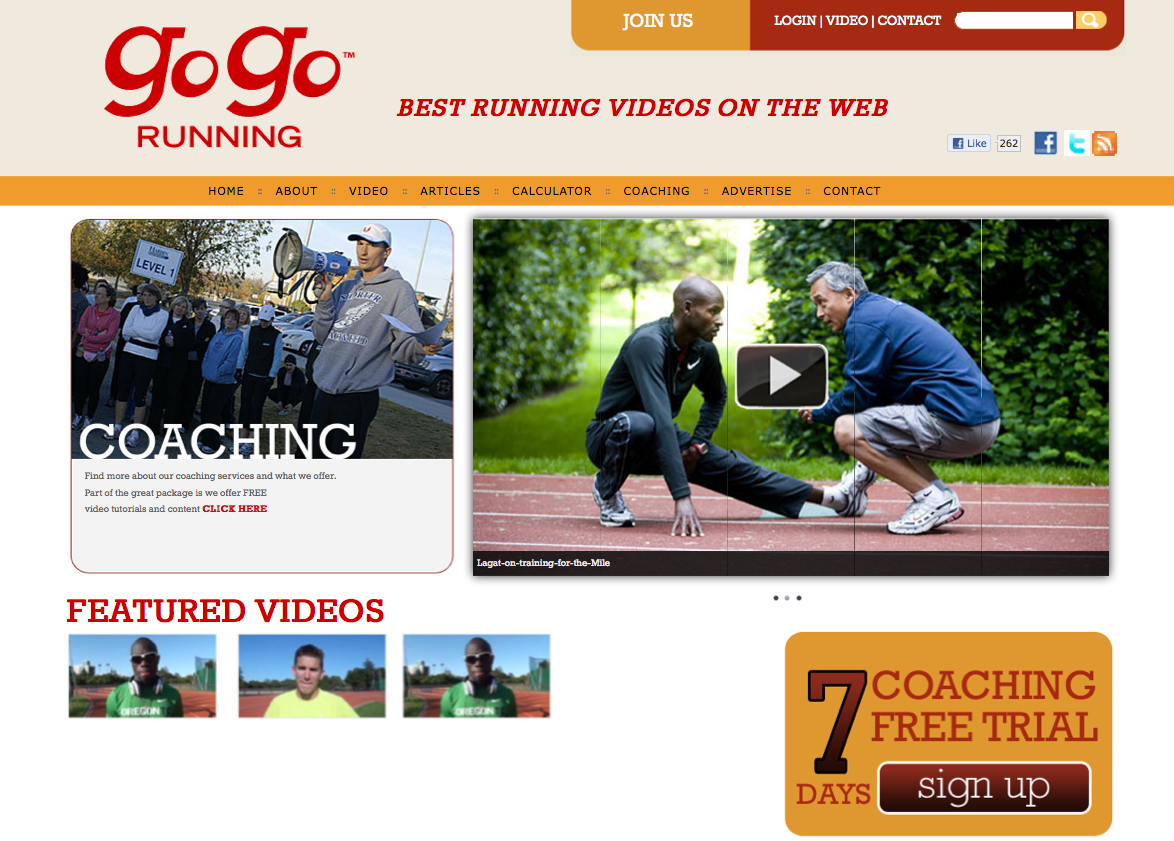 JOIN US
LOGIN | VIDEO | CONTACT
gogo™
RUNNING
BEST RUNNING VIDEOS ON THE WEB
Like 262
HOME :: ABOUT :: VIDEO :: ARTICLES :: CALCULATOR :: COACHING :: ADVERTISE :: CONTACT
LEVEL 1
COACHING
Find more about our coaching services and what we offer.
Part of the great package is we offer FREE
video tutorials and content CLICK HERE
Lagat-on-training-for-the-Mile
FEATURED VIDEOS
OREGON
OREGON
7
DAYS
COACHING
FREE TRIAL
sign up